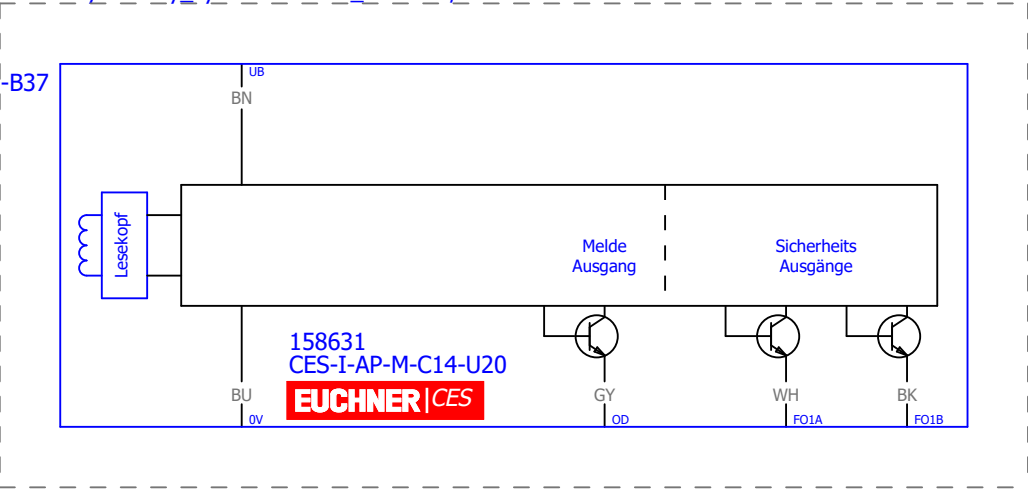 -B37
UB
BN
Lesekopf
Melde
Ausgang
Sicherheits
Ausgänge
158631
CES-I-AP-M-C14-U20
EUCHNER|CES
BU
GY
WH
BK
0V
OD
FO1A
FO1B